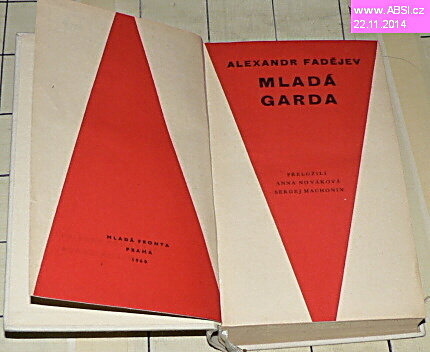 www.ABSI.cz
22.11.2014
MLADÁ FRONTA
PRAHA
ALEXANDR FADĚJEV
MLADÁ
GARDA
PŘELOŽILI
ANNA NOVÁKOVÁ
SERGEJ MACHONIN